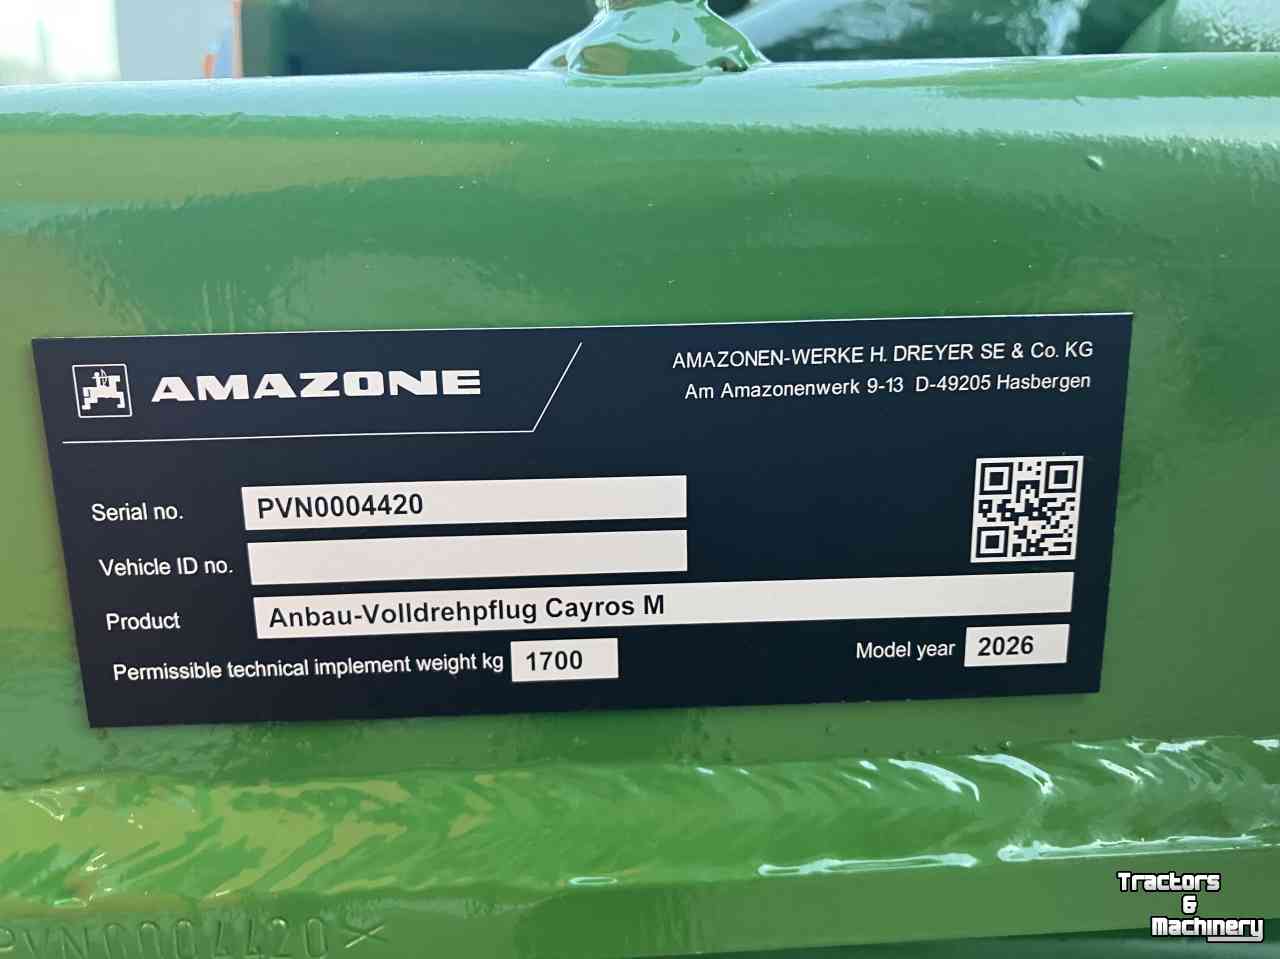 AMAZONE
AMAZONEN-WERKE H. DREYER SE & Co. KG
Am Amazonenwerk 9-13 D-49205 Hasbergen
Serial no. PVN0004420
Vehicle ID no.
Product Anbau-Volldrehpflug Cayros M
Permissible technical implement weight kg 1700
Model year 2026
PVN0004420
Tractors
&
Machinery